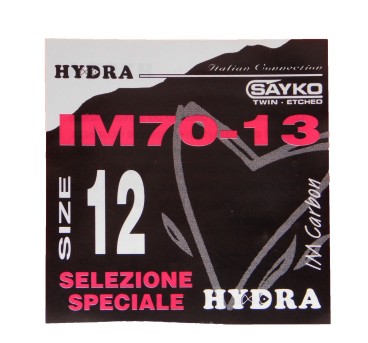 HYDRA
Italian Connection
SAYKO
TWIN - ETCHED
IM70-13
SIZE 12
IM Carbon
SELEZIONE
SPECIALE
HYDRA